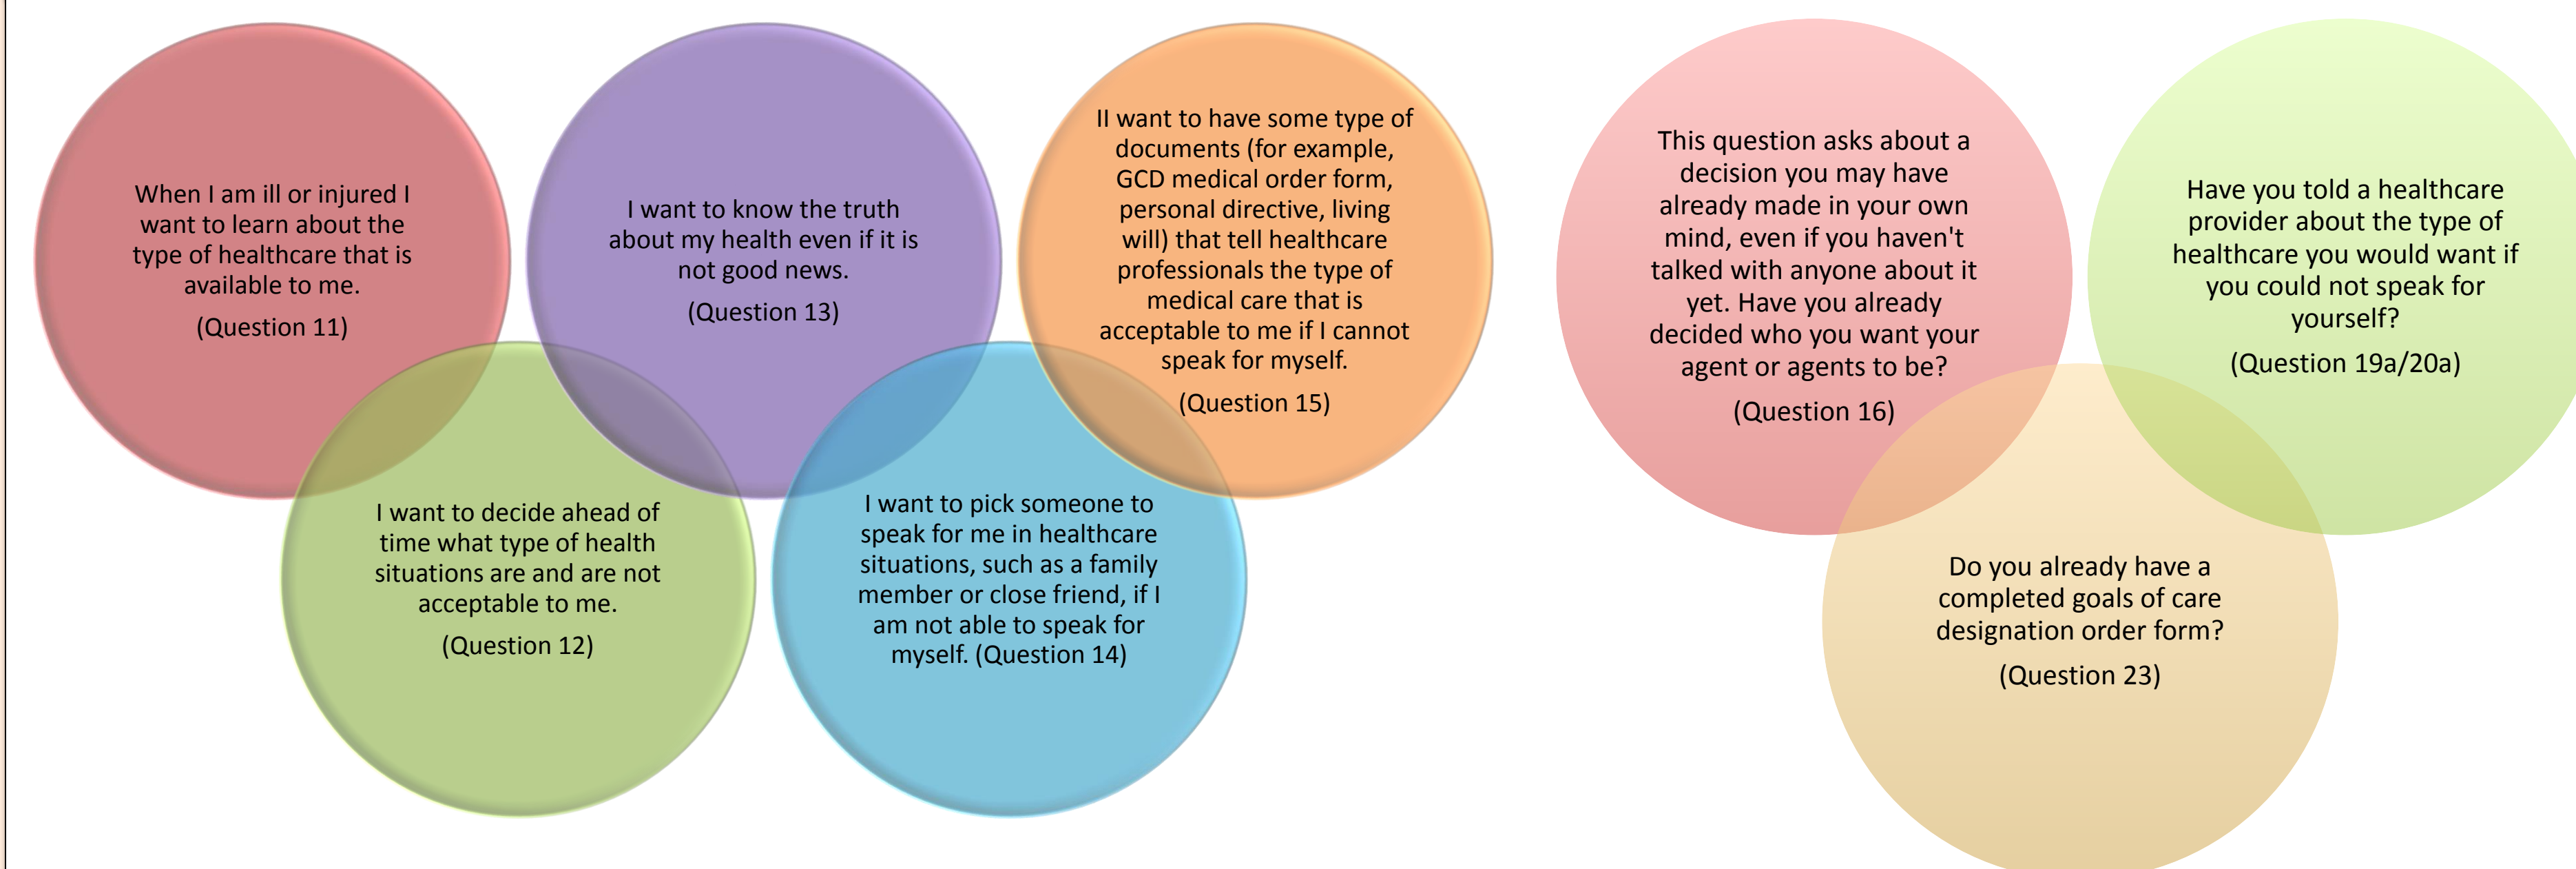 When I am ill or injured I
want to learn about the
type of healthcare that is
available to me.
(Question 11)
I want to decide ahead of
time what type of health
situations are and are not
acceptable to me.
(Question 12)
I want to know the truth
about my health even if it is
not good news.
(Question 13)
I want to pick someone to
speak for me in healthcare
situations, such as a family
member or close friend, if I
am not able to speak for
myself. (Question 14)
II want to have some type of
documents (for example,
GCD medical order form,
personal directive, living
will) that tell healthcare
professionals the type of
medical care that is
acceptable to me if I cannot
speak for myself.
(Question 15)
This question asks about a
decision you may have
already made in your own
mind, even if you haven't
talked with anyone about it
yet. Have you already
decided who you want your
agent or agents to be?
(Question 16)
Have you told a healthcare
provider about the type of
healthcare you would want if
you could not speak for
yourself?
(Question 19a/20a)
Do you already have a
completed goals of care
designation order form?
(Question 23)